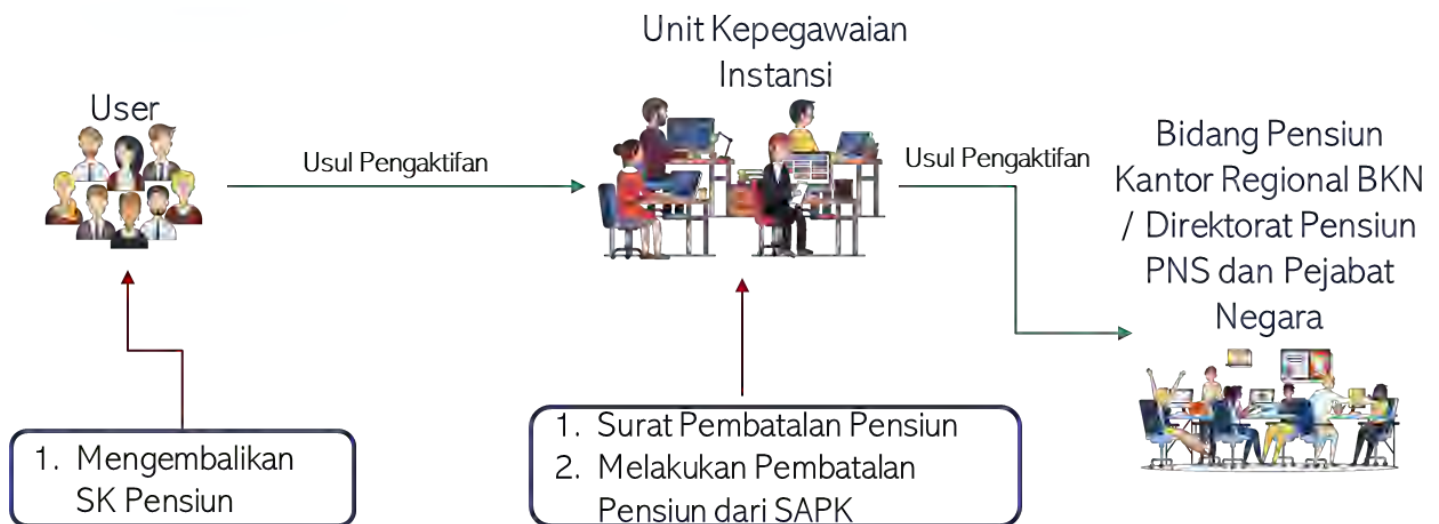 User
Usul Pengaktifan
Unit Kepegawaian
Instansi
Usul Pengaktifan
Bidang Pensiun
Kantor Regional BKN
/ Direktorat Pensiun
PNS dan Pejabat
Negara
1. Mengembalikan
SK Pensiun
1. Surat Pembatalan Pensiun
2. Melakukan Pembatalan
Pensiun dari SAPK